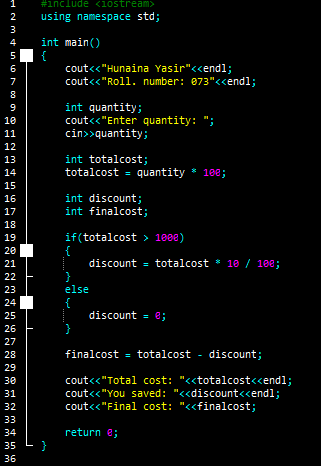 1 #include <iostream>
2 using namespace std;
3
4 int main()
5 {
6 cout<<"Hunaina Yasir"<<endl;
7 cout<<"Roll. number: 073"<<endl;
8
9 int quantity;
10 cout<<"Enter quantity: ";
11 cin>>quantity;
12
13 int totalcost;
14 totalcost = quantity * 100;
15
16 int discount;
17 int finalcost;
18
19 if(totalcost > 1000)
20 {
21 discount = totalcost * 10 / 100;
22 }
23 else
24 {
25 discount = 0;
26 }
27
28 finalcost = totalcost - discount;
29
30 cout<<"Total cost: "<<totalcost<<endl;
31 cout<<"You saved: "<<discount<<endl;
32 cout<<"Final cost: "<<finalcost;
33
34 return 0;
35 }
36